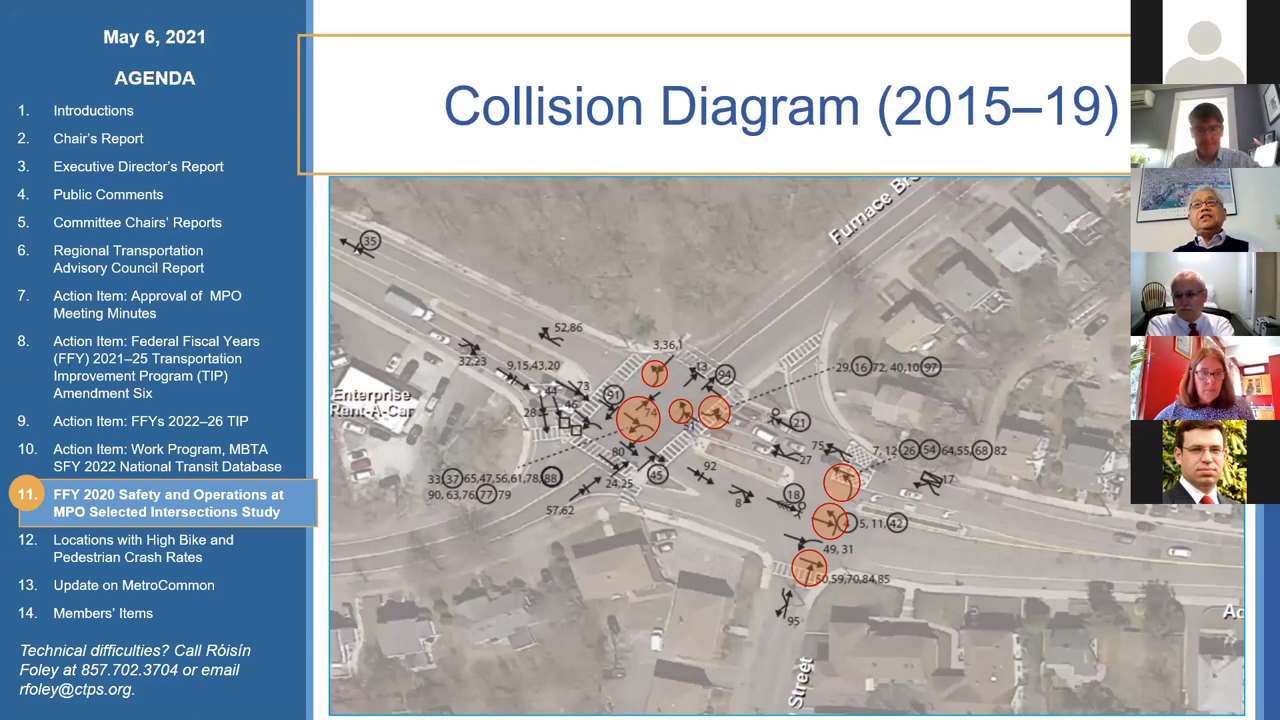 May 6, 2021
AGENDA
1. Introductions
2. Chair's Report
3. Executive Director's Report
4. Public Comments
5. Committee Chairs' Reports
6. Regional Transportation
Advisory Council Report
7. Action Item: Approval of MPO
Meeting Minutes
8. Action Item: Federal Fiscal Years
(FFY) 2021–25 Transportation
Improvement Program (TIP)
Amendment Six
9. Action Item: FFYs 2022–26 TIP
10. Action Item: Work Program, MBTA
SFY 2022 National Transit Database
11. FFY 2020 Safety and Operations at
MPO Selected Intersections Study
12. Locations with High Bike and
Pedestrian Crash Rates
13. Update on MetroCommon
14. Members' Items
Technical difficulties? Call Róisín
Foley at 857.702.3704 or email
rfoley@ctps.org.
Collision Diagram (2015–19)
Furnace
35
52,86
32,23
9,15,43,20
3,36,1
13
94
29,16 72, 40,10 97
Enterprise
Rent-A-Car
73
91
28
74
21
75
27
7, 12 26 54 64,55, 68 82
80
45
92
33,37 65,47,56,61,78,88
24,25
90, 63,76 77 79
57,62
8
18
17
5, 11, 42
49, 31
59,70,84,85
95
Street